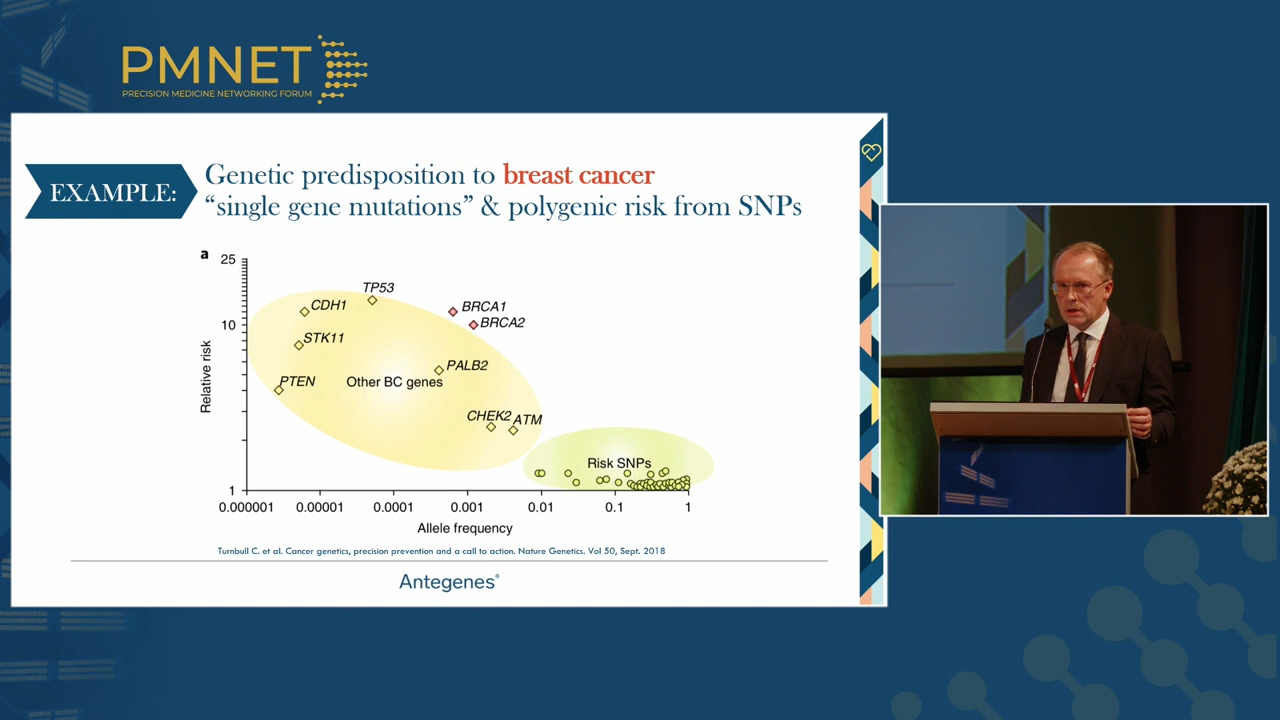 PMNET
PRECISION MEDICINE NETWORKING FORUM
EXAMPLE:
Genetic predisposition to breast cancer
“single gene mutations” & polygenic risk from SNPs
a
25
10
1
Relative risk
TP53
CDH1
BRCA1
BRCA2
STK11
PALB2
PTEN
Other BC genes
CHEK2
ATM
Risk SNPs
0.000001 0.00001 0.0001 0.001 0.01 0.1 1
Allele frequency
Turnbull C. et al. Cancer genetics, precision prevention and a call to action. Nature Genetics. Vol 50, Sept. 2018
Antegenes®